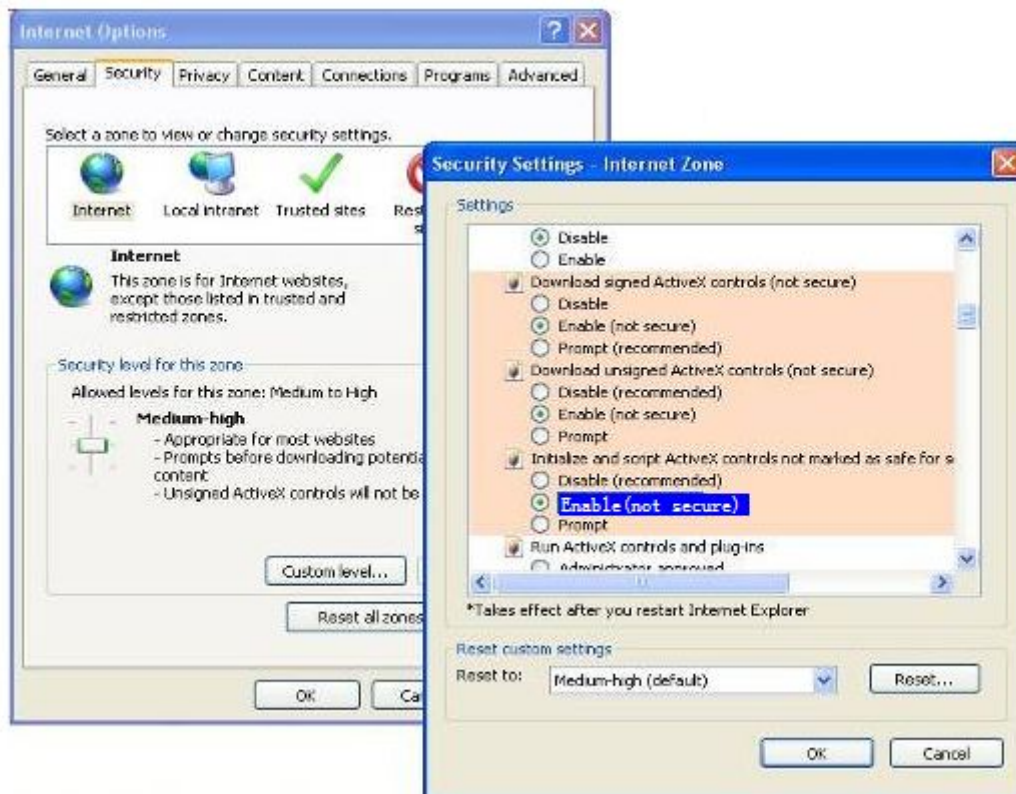 Internet Options
General Security Privacy Content Connections Programs Advanced
Select a zone to view or change security settings.
Internet Local intranet Trusted sites
Internet
This zone is for Internet websites,
except those listed in trusted and
restricted zones.
Security level for this zone
Allowed levels for this zone: Medium to High
Medium-high
- Appropriate for most websites
- Prompts before downloading
content
- Unsigned ActiveX controls will not be
Custom level...
Reset all zones
OK
Security Settings - Internet Zone
Settings
Disable
Enable
Download signed ActiveX controls (not secure)
Disable
Enable (not secure)
Prompt (recommended)
Download unsigned ActiveX controls (not secure)
Disable (recommended)
Enable (not secure)
Prompt
Initialize and script ActiveX controls not marked as safe for s
Disable (recommended)
Enable(not secure)
Prompt
Run ActiveX controls and plug-ins
Administrator approved
*Takes effect after you restart Internet Explorer
Reset custom settings
Reset to: Medium-high (default) Reset...
OK Cancel